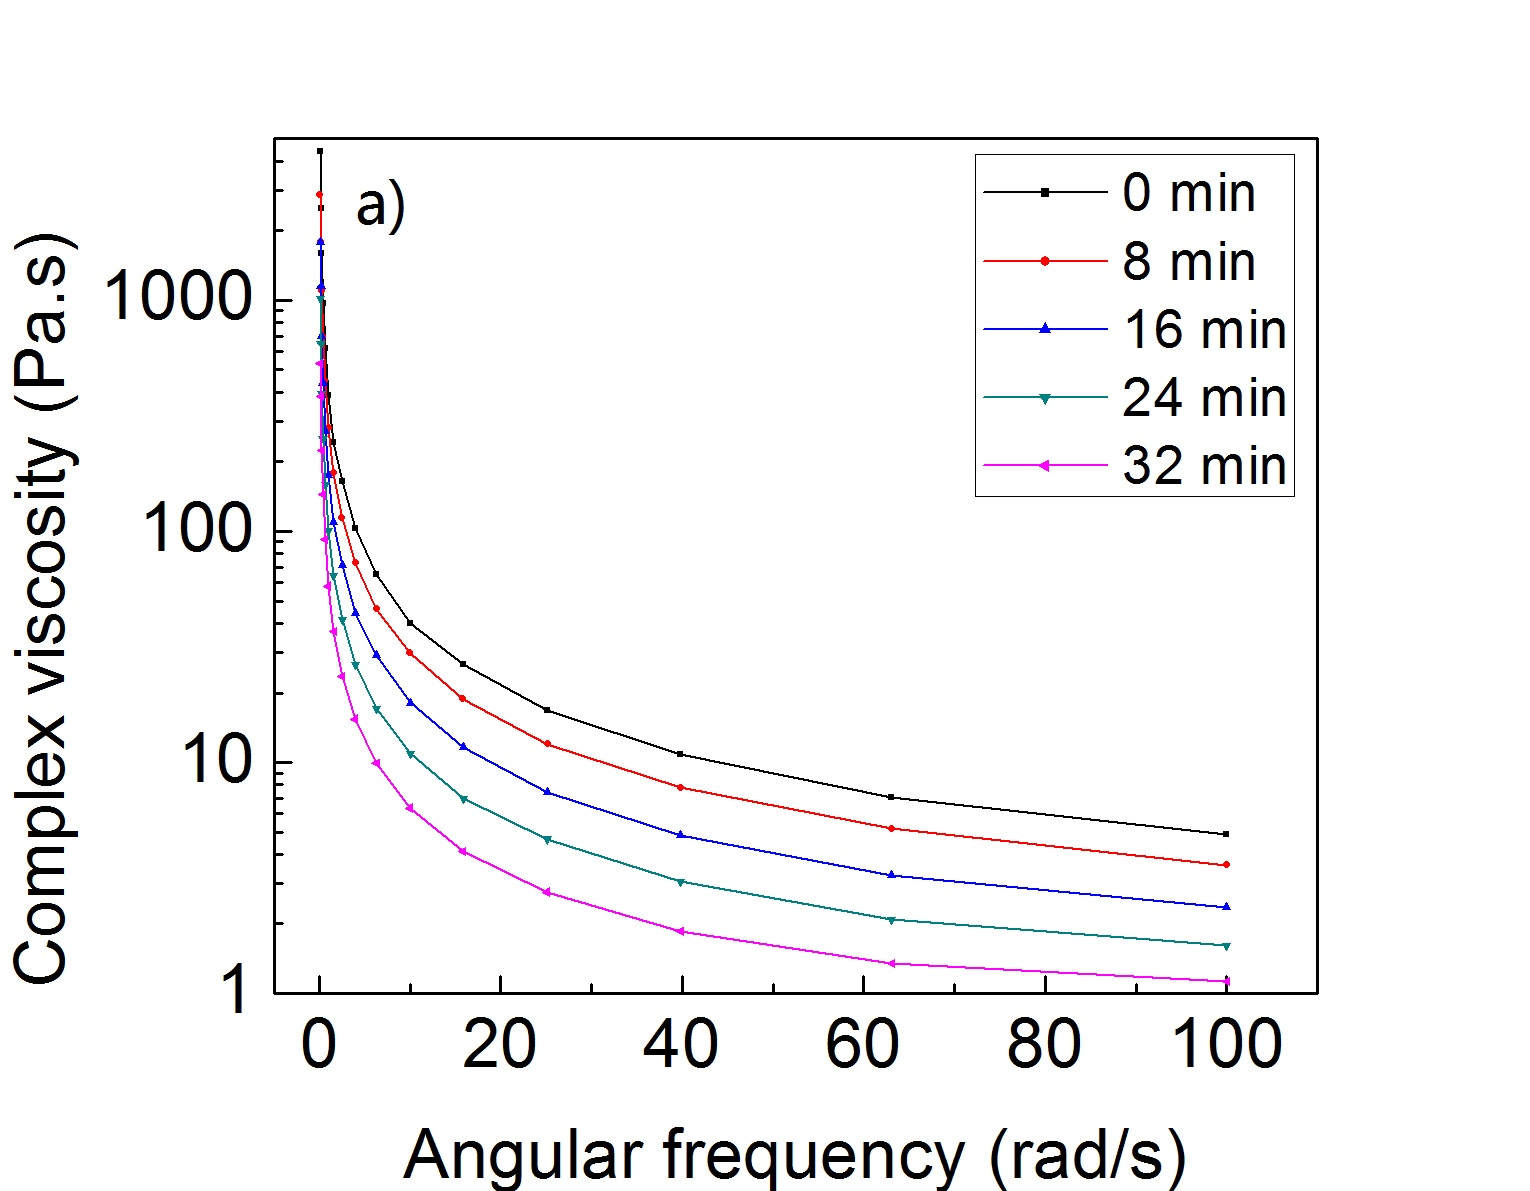 a)
0 min
8 min
16 min
24 min
32 min
Complex viscosity (Pa.s)
1000
100
10
1
0 20 40 60 80 100
Angular frequency (rad/s)